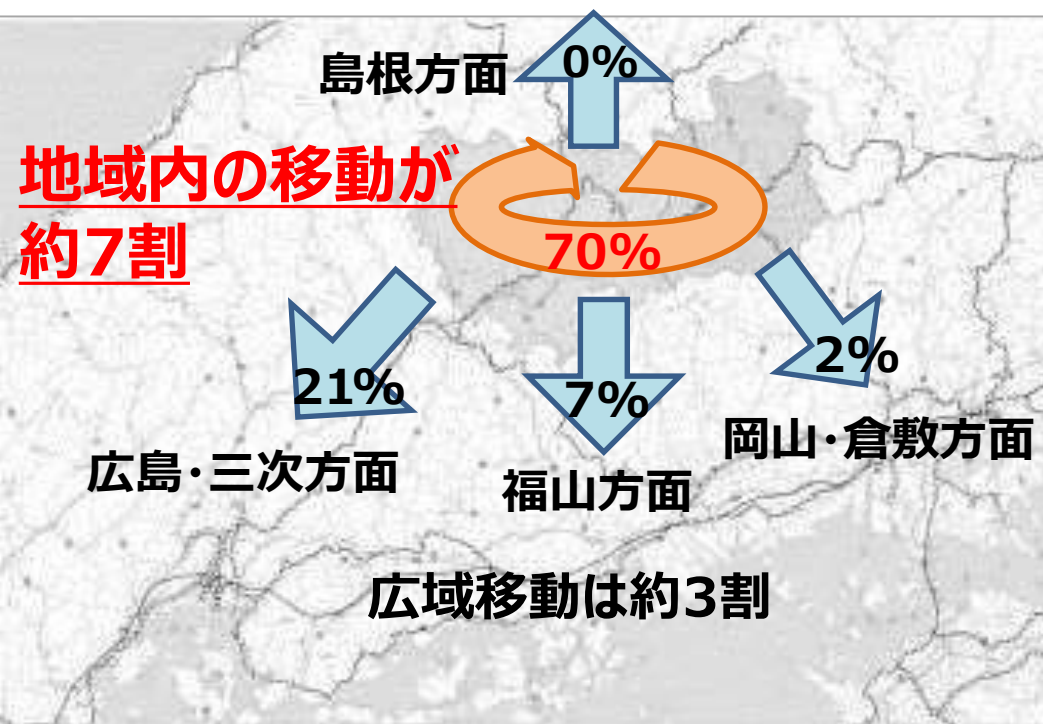 島根方面
0%
地域内の移動が
約7割
70%
21%
7%
2%
広島・三次方面
福山方面
岡山・倉敷方面
広域移動は約3割